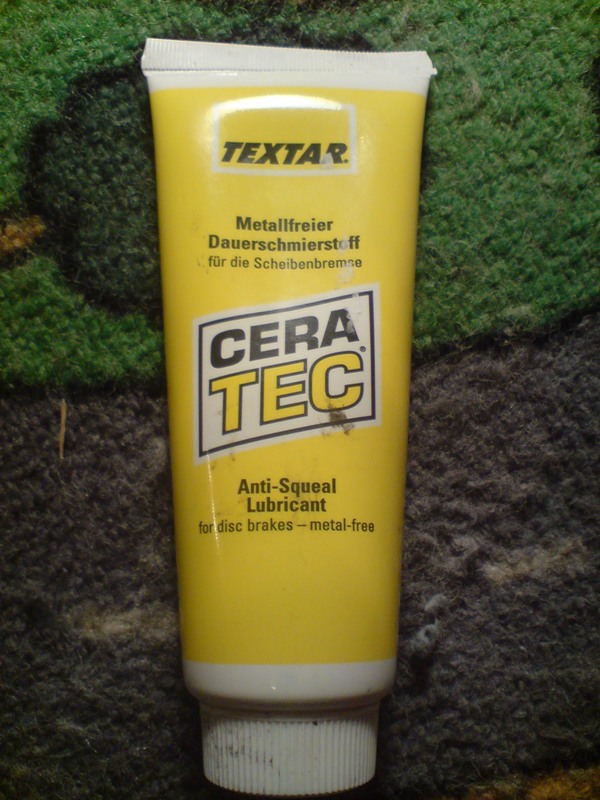 TEXTAR.
Metallfreier
Dauerschmierstoff
für die Scheibenbremse
CERA
TEC®
Anti-Squeal
Lubricant
for disc brakes – metal-free